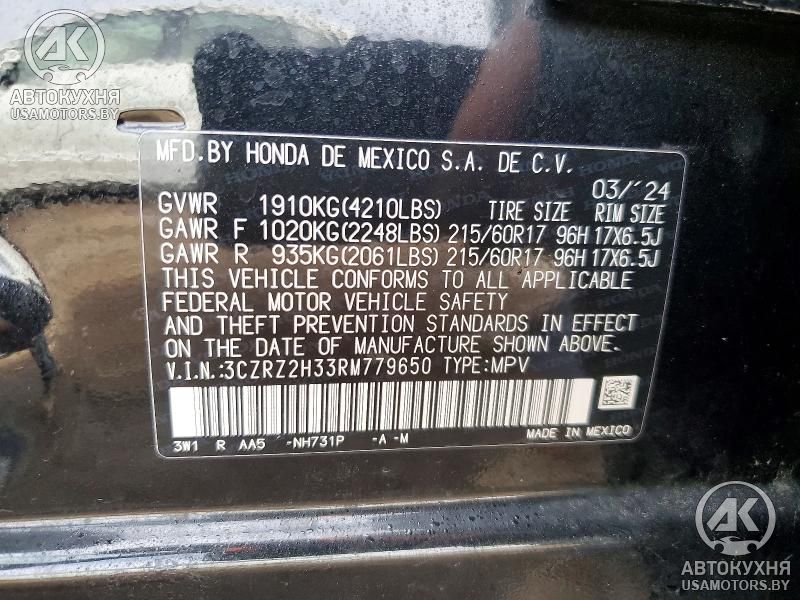 АК
АВТОКУХНЯ
USAMOTORS.BY
MFD.BY HONDA DE MEXICO S.A. DE C.V.
03/´24
GVWR 1910KG(4210LBS) TIRE SIZE RIM SIZE
GAWR F 1020KG(2248LBS) 215/60R17 96H 17X6.5J
GAWR R 935KG(2061LBS) 215/60R17 96H 17X6.5J
THIS VEHICLE CONFORMS TO ALL APPLICABLE
FEDERAL MOTOR VEHICLE SAFETY
AND THEFT PREVENTION STANDARDS IN EFFECT
ON THE DATE OF MANUFACTURE SHOWN ABOVE.
V.I.N.:3CZRZ2H33RM779650 TYPE:MPV
3W1 R AA5 -NH731P -A-M
MADE IN MEXICO
АК
АВТОКУХНЯ
USAMOTORS.BY